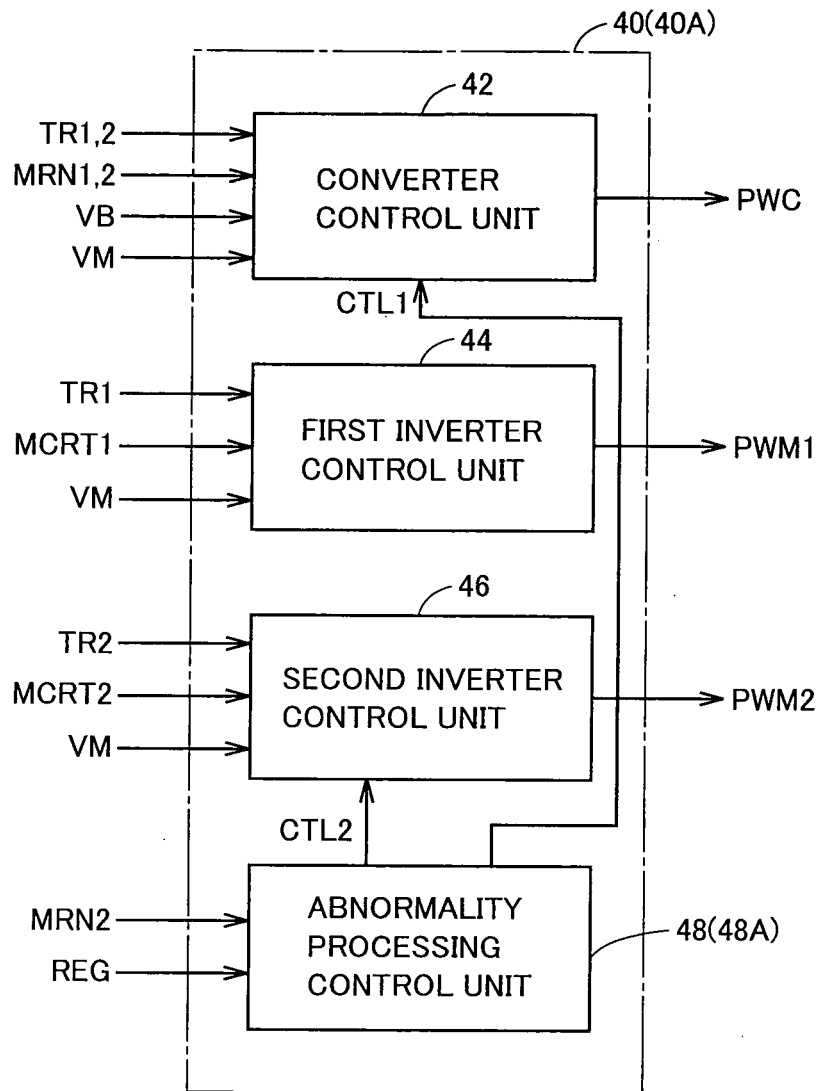 40(40A)
42
TR1,2
MRN1,2
VB
VM
CONVERTER
CONTROL UNIT
PWC
CTL1
44
TR1
MCRT1
VM
FIRST INVERTER
CONTROL UNIT
PWM1
46
TR2
MCRT2
VM
SECOND INVERTER
CONTROL UNIT
PWM2
CTL2
MRN2
REG
ABNORMALITY
PROCESSING
CONTROL UNIT
48(48A)